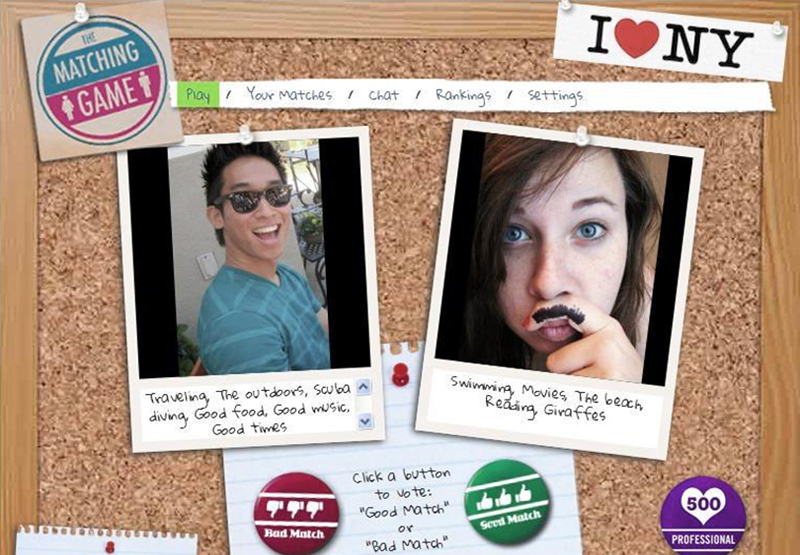 THE
MATCHING
GAME
I ❤ NY
Play / Your Matches / Chat / Rankings / Settings
Traveling, The outdoors, Scuba
diving, Good food, Good music,
Good times
Swimming, Movies, The beach,
Reading, Giraffes
Click a button
to vote:
"Good Match"
or
"Bad Match"
Bad Match
Good Match
500
PROFESSIONAL